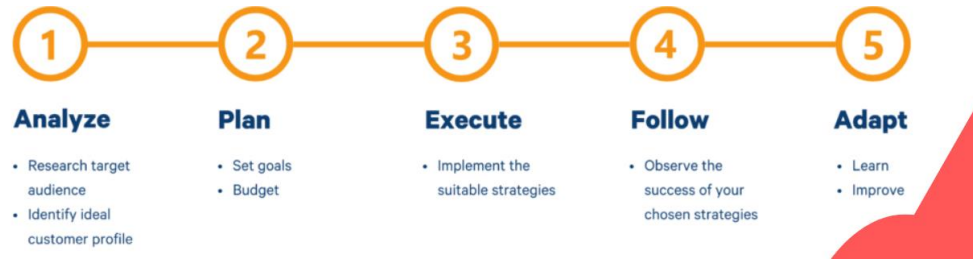 1
2
3
4
5
Analyze
• Research target
audience
• Identify ideal
customer profile
Plan
• Set goals
• Budget
Execute
• Implement the
suitable strategies
Follow
• Observe the
success of your
chosen strategies
Adapt
• Learn
• Improve